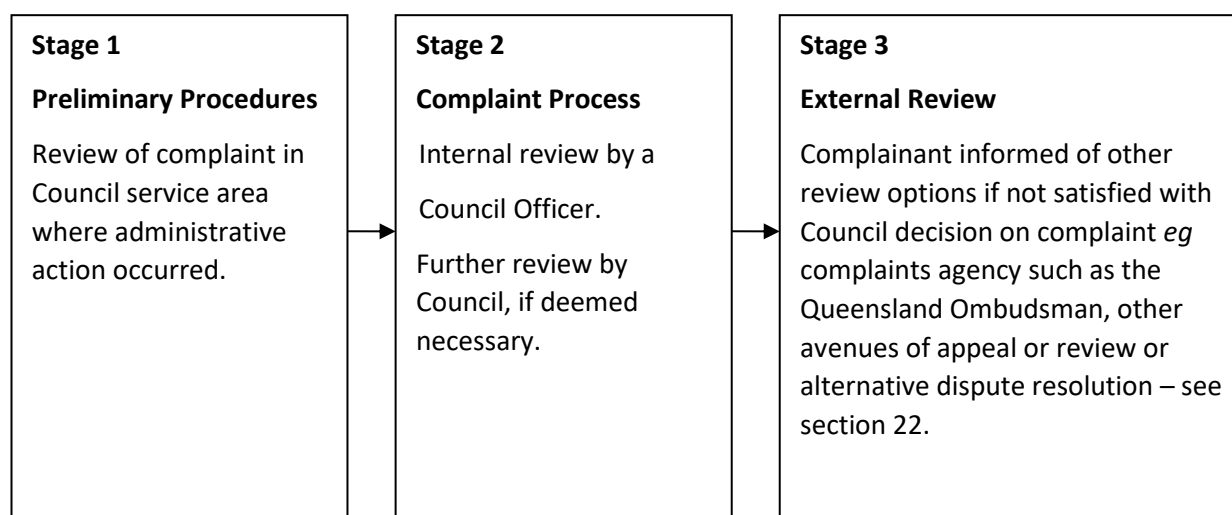 Stage 1
Preliminary Procedures
Review of complaint in
Council service area
where administrative
action occurred.
Stage 2
Complaint Process
Internal review by a
Council Officer.
Further review by
Council, if deemed
necessary.
Stage 3
External Review
Complainant informed of other
review options if not satisfied with
Council decision on complaint eg
complaints agency such as the
Queensland Ombudsman, other
avenues of appeal or review or
alternative dispute resolution – see
section 22.